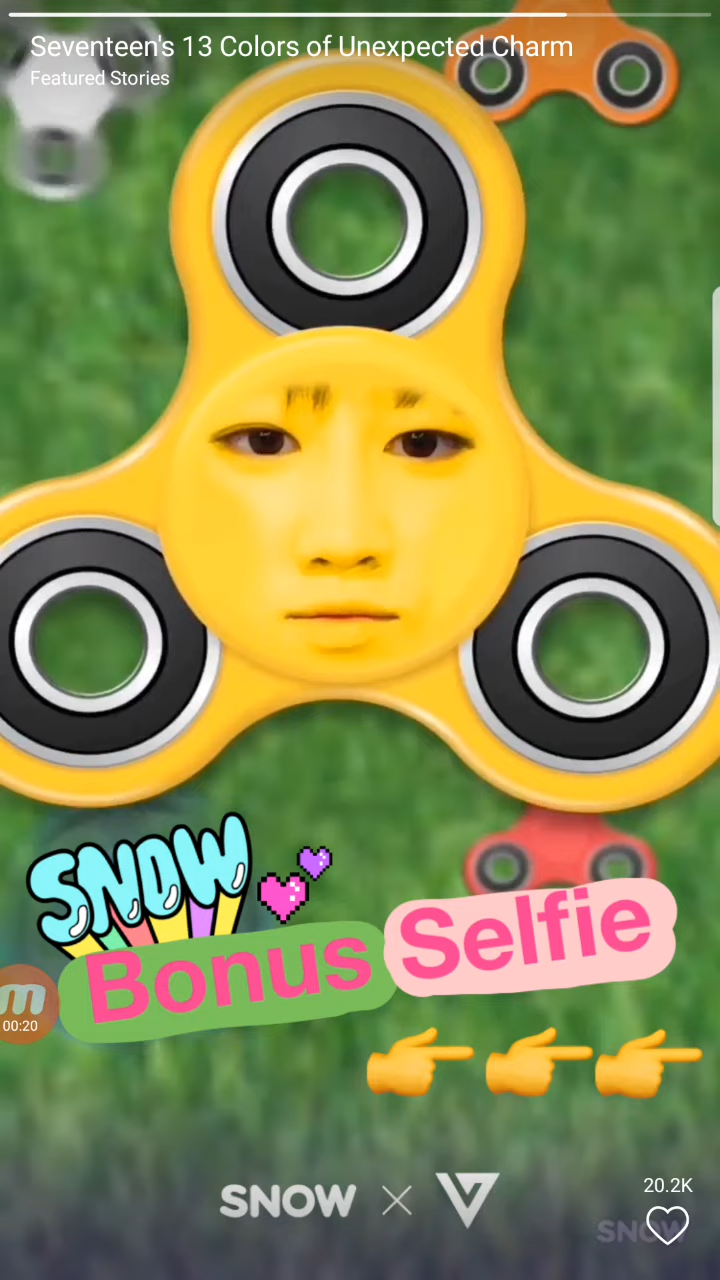 Seventeen's 13 Colors of Unexpected Charm
Featured Stories
SNOW
Bonus Selfie
00:20
SNOW
20.2K
SNOW